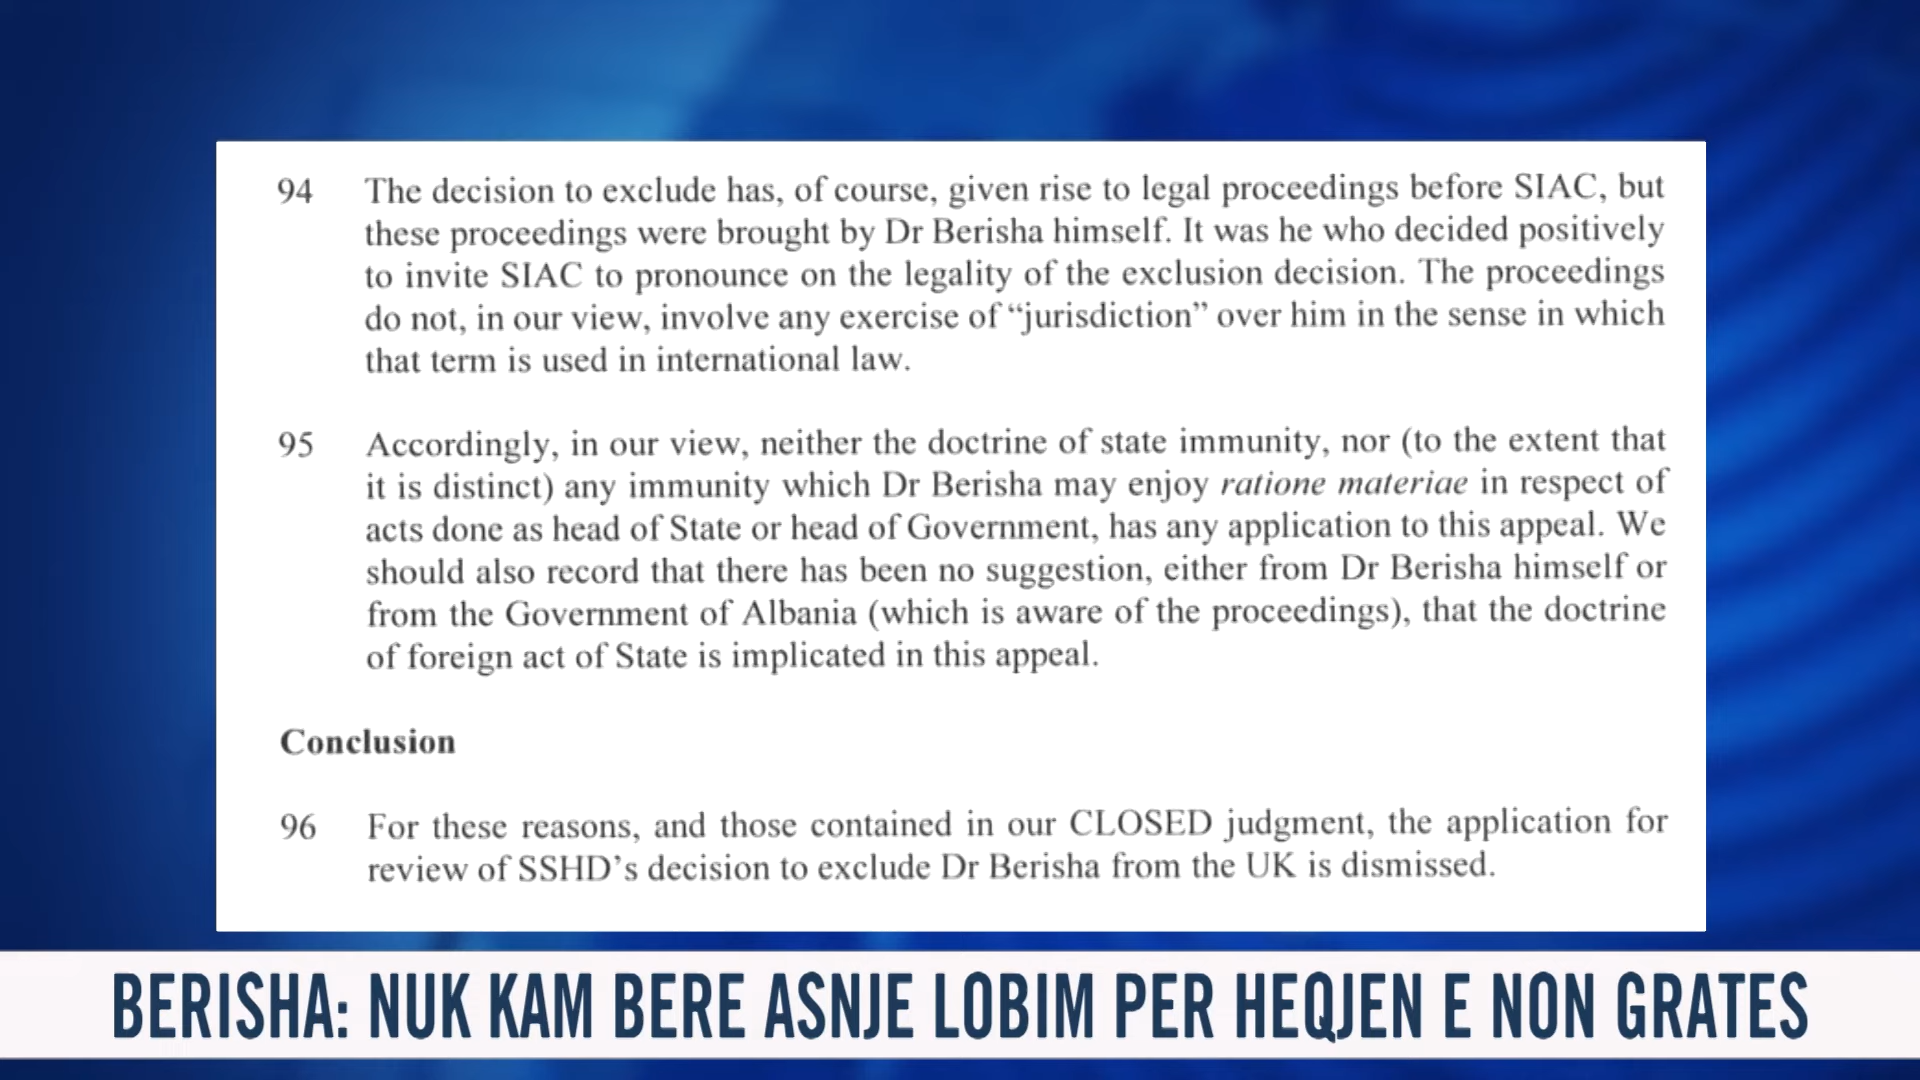 94 The decision to exclude has, of course, given rise to legal proceedings before SIAC, but
these proceedings were brought by Dr Berisha himself. It was he who decided positively
to invite SIAC to pronounce on the legality of the exclusion decision. The proceedings
do not, in our view, involve any exercise of “jurisdiction” over him in the sense in which
that term is used in international law.
95 Accordingly, in our view, neither the doctrine of state immunity, nor (to the extent that
it is distinct) any immunity which Dr Berisha may enjoy ratione materiae in respect of
acts done as head of State or head of Government, has any application to this appeal. We
should also record that there has been no suggestion, either from Dr Berisha himself or
from the Government of Albania (which is aware of the proceedings), that the doctrine
of foreign act of State is implicated in this appeal.
Conclusion
96 For these reasons, and those contained in our CLOSED judgment, the application for
review of SSHD’s decision to exclude Dr Berisha from the UK is dismissed.
BERISHA: NUK KAM BERE ASNJE LOBIM PER HEQJEN E NON GRATES